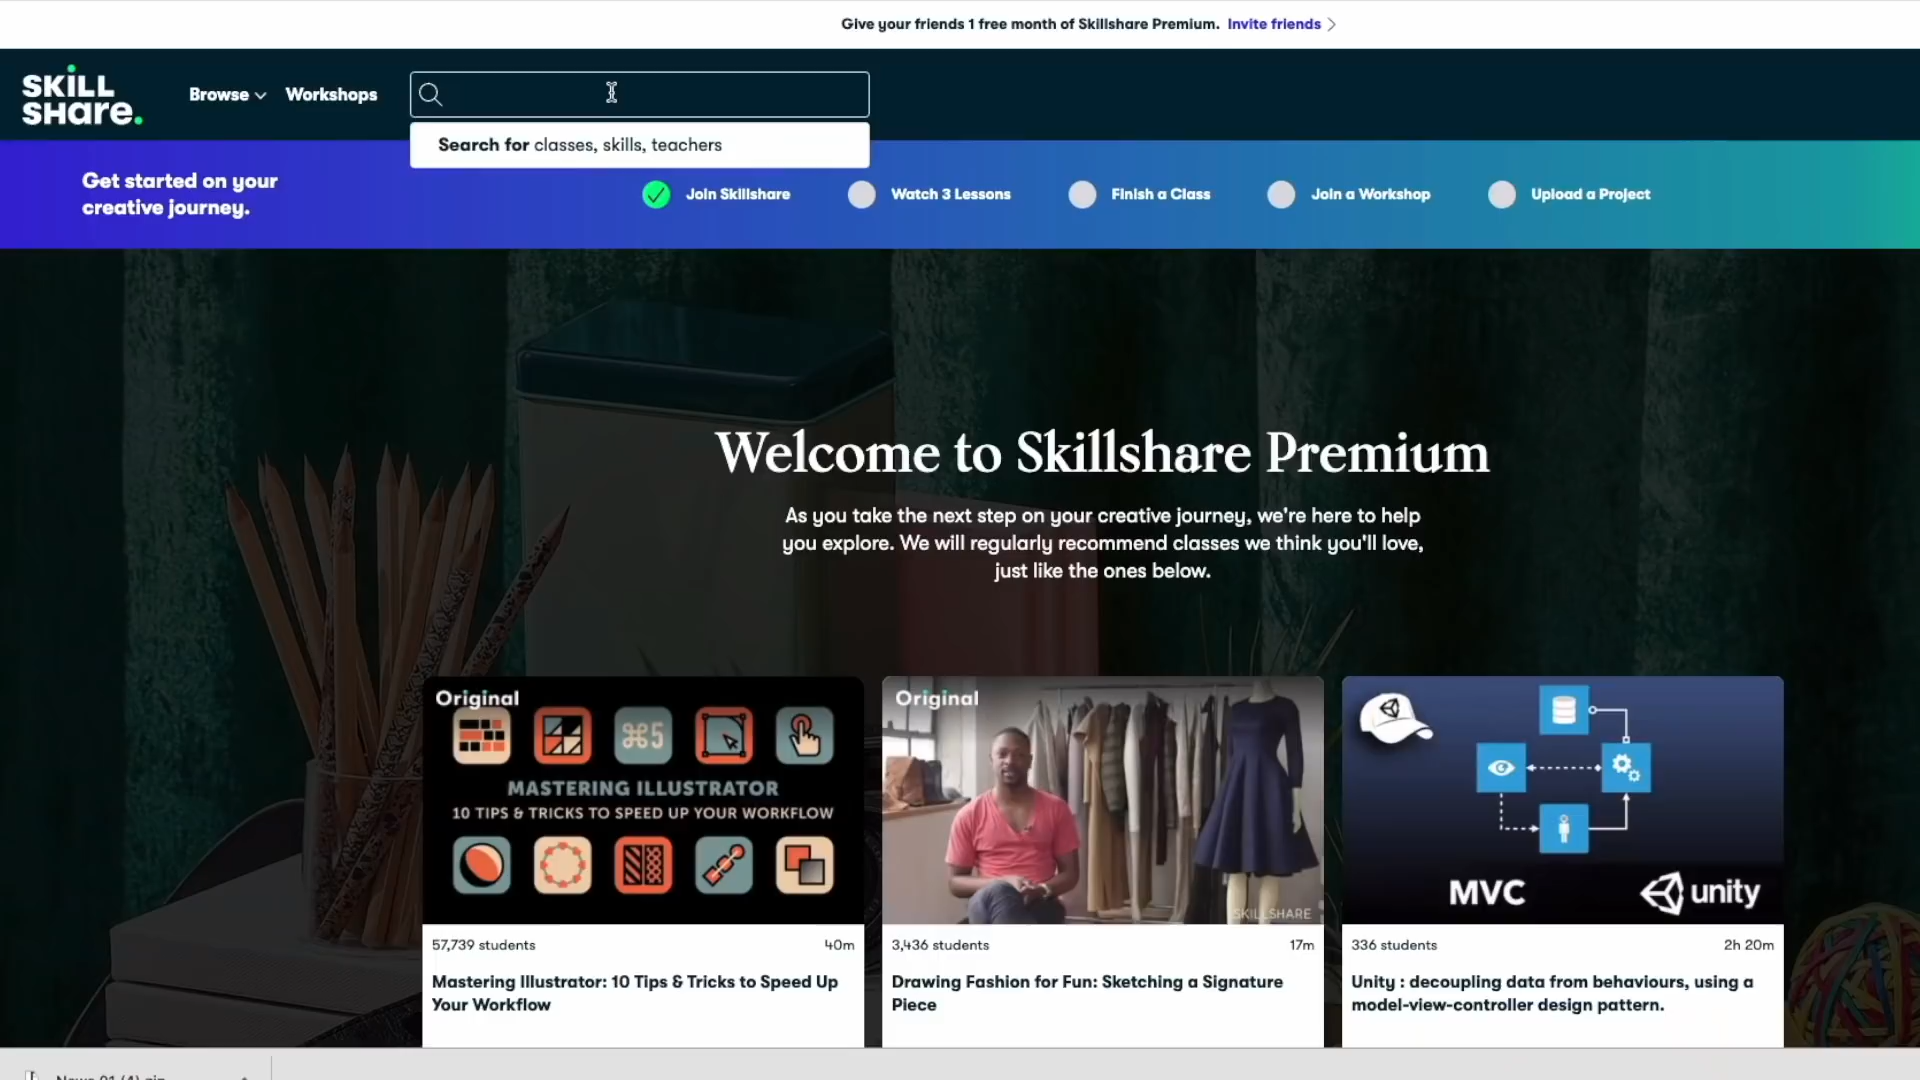 Give your friends 1 free month of Skillshare Premium. Invite friends
SKILL
SHare.
Browse
Workshops
Search for classes, skills, teachers
Get started on your
creative journey.
Join Skillshare
Watch 3 Lessons
Finish a Class
Join a Workshop
Upload a Project
Welcome to Skillshare Premium
As you take the next step on your creative journey, we're here to help
you explore. We will regularly recommend classes we think you'll love,
just like the ones below.
Original
⌘5
MASTERING ILLUSTRATOR
10 TIPS & TRICKS TO SPEED UP YOUR WORKFLOW
57,739 students 40m
Mastering Illustrator: 10 Tips & Tricks to Speed Up
Your Workflow
Original
SKILLSHARE
3,436 students 17m
Drawing Fashion for Fun: Sketching a Signature
Piece
MVC
unity
336 students 2h 20m
Unity : decoupling data from behaviours, using a
model-view-controller design pattern.